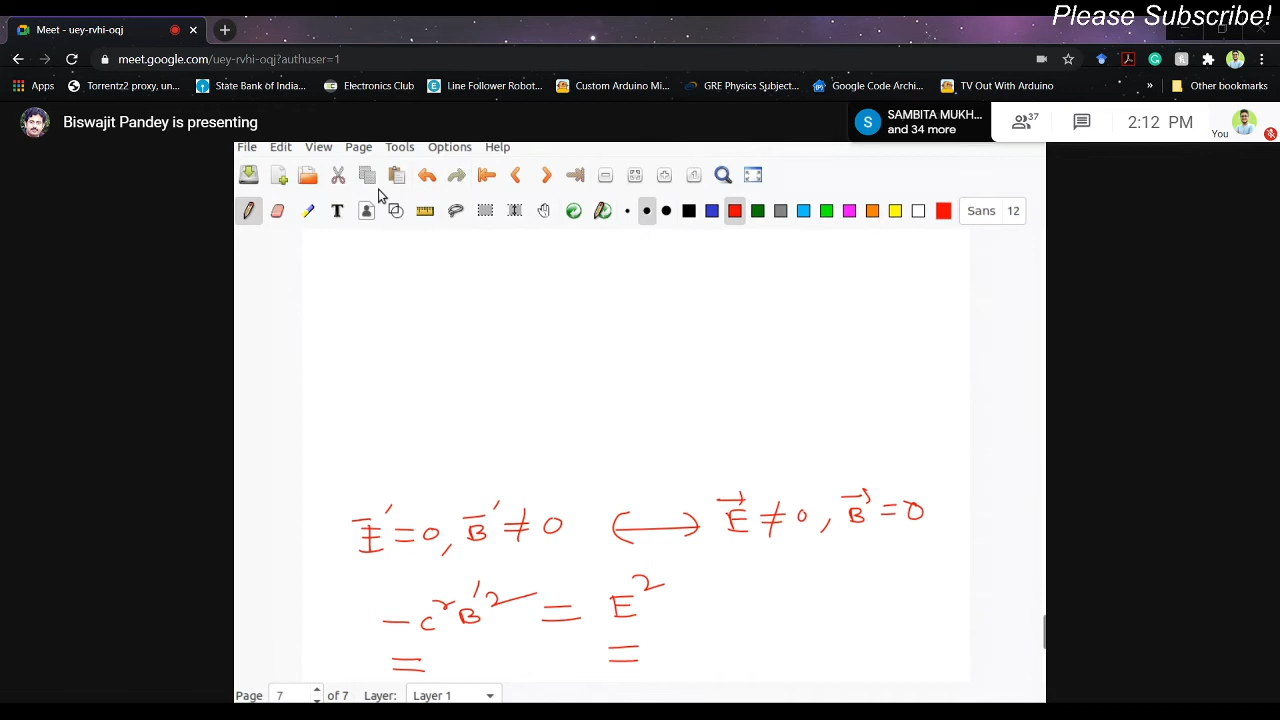 Please Subscribe!
Meet - uey-rvhi-oqj
meet.google.com/uey-rvhi-oqj?authuser=1
Apps Torrentz2 proxy, un... State Bank of India... Electronics Club Line Follower Robot... Custom Arduino Mi... GRE Physics Subject... Google Code Archi... TV Out With Arduino » Other bookmarks
Biswajit Pandey is presenting
SAMBITA MUKH...
and 34 more
37
2:12 PM
You
File Edit View Page Tools Options Help
Sans 12
E⃗' = 0, B⃗' ≠ 0 ⟷ E⃗ ≠ 0, B⃗ = 0
-c²B'² = E²
= =
Page 7 of 7 Layer: Layer 1